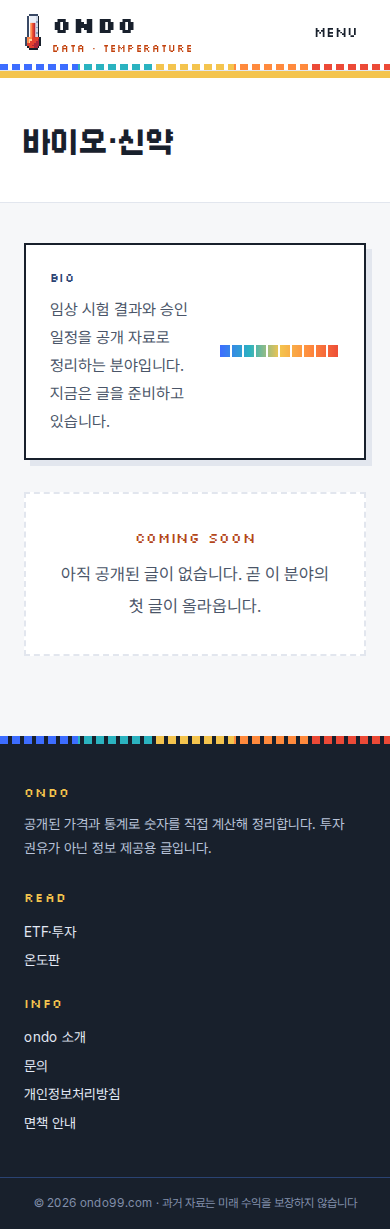 ONDO
DATA · TEMPERATURE
MENU
바이오·신약
BIO
임상 시험 결과와 승인
일정을 공개 자료로
정리하는 분야입니다.
지금은 글을 준비하고
있습니다.
COMING SOON
아직 공개된 글이 없습니다. 곧 이 분야의
첫 글이 올라옵니다.
ONDO
공개된 가격과 통계로 숫자를 직접 계산해 정리합니다. 투자
권유가 아닌 정보 제공용 글입니다.
READ
ETF·투자
온도판
INFO
ondo 소개
문의
개인정보처리방침
면책 안내
© 2026 ondo99.com · 과거 자료는 미래 수익을 보장하지 않습니다